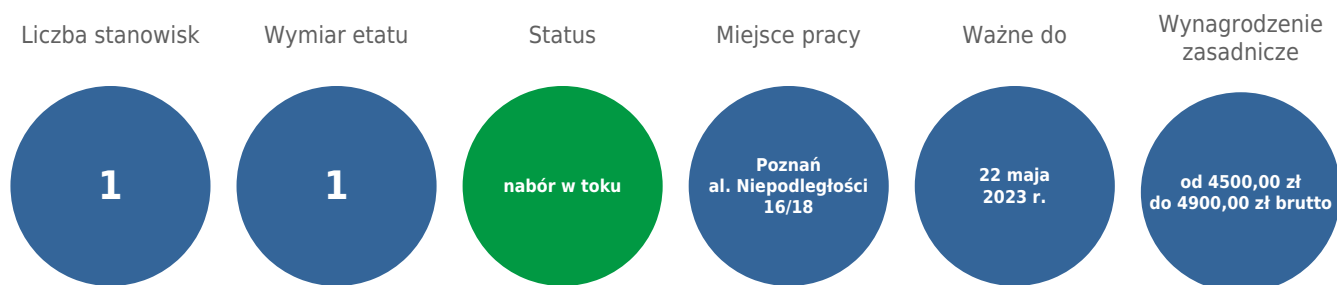 Liczba stanowisk
1
Wymiar etatu
1
Status
nabór w toku
Miejsce pracy
Poznań
al. Niepodległości
16/18
Ważne do
22 maja
2023 r.
Wynagrodzenie
zasadnicze
od 4500,00 zł
do 4900,00 zł brutto